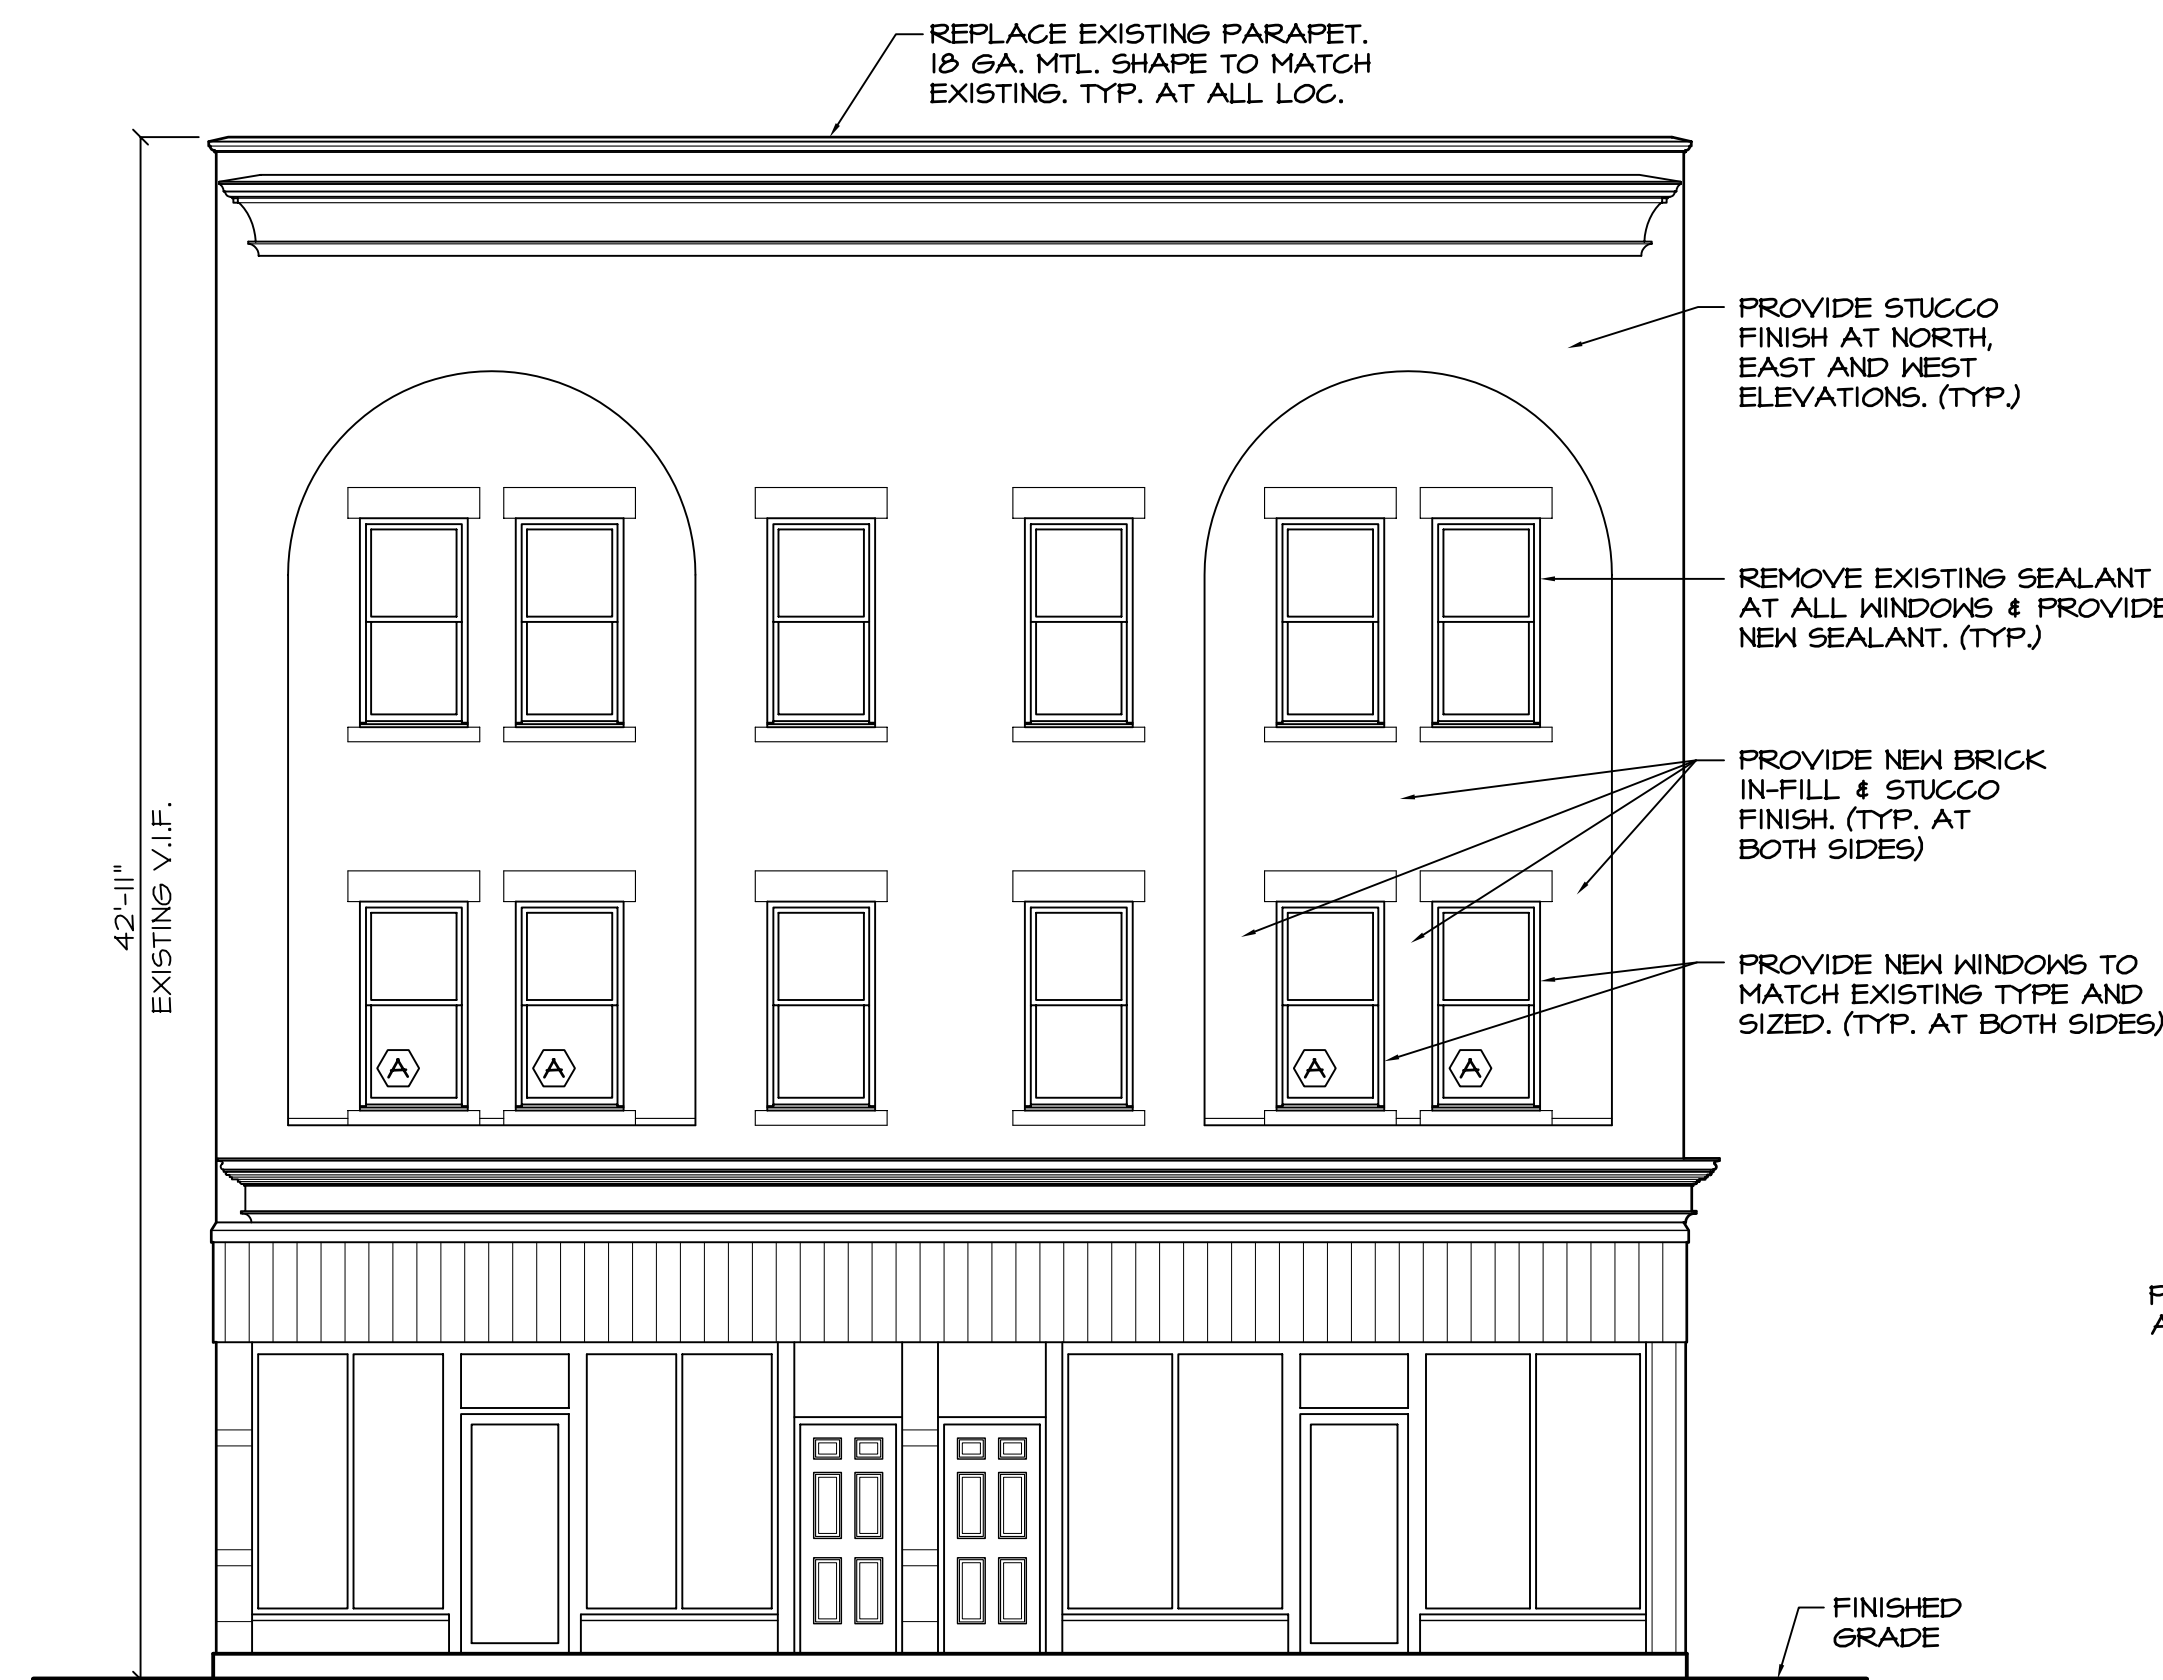 REPLACE EXISTING PARAPET.
18 GA. MTL. SHAPE TO MATCH
EXISTING. TYP. AT ALL LOC.
PROVIDE STUCCO
FINISH AT NORTH,
EAST AND WEST
ELEVATIONS. (TYP.)
REMOVE EXISTING SEALANT
AT ALL WINDOWS & PROVIDE
NEW SEALANT. (TYP.)
PROVIDE NEW BRICK
IN-FILL & STUCCO
FINISH. (TYP. AT
BOTH SIDES)
42'-11"
EXISTING V.I.F.
PROVIDE NEW WINDOWS TO
MATCH EXISTING TYPE AND
SIZED. (TYP. AT BOTH SIDES)
A A A A
FINISHED
GRADE